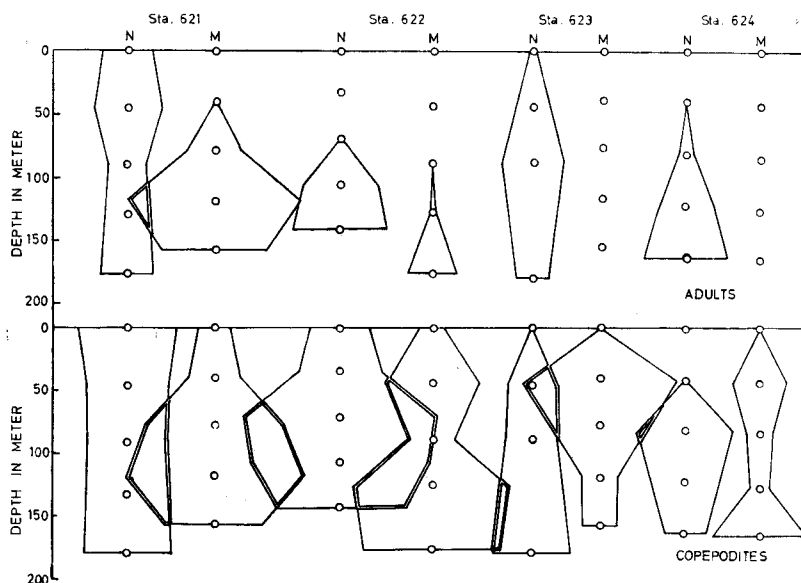 Sta. 621 Sta. 622 Sta. 623 Sta. 624
N M N M N M N M
0
50
100
150
200
DEPTH IN METER
ADULTS
0
50
100
150
200
DEPTH IN METER
COPEPODITES